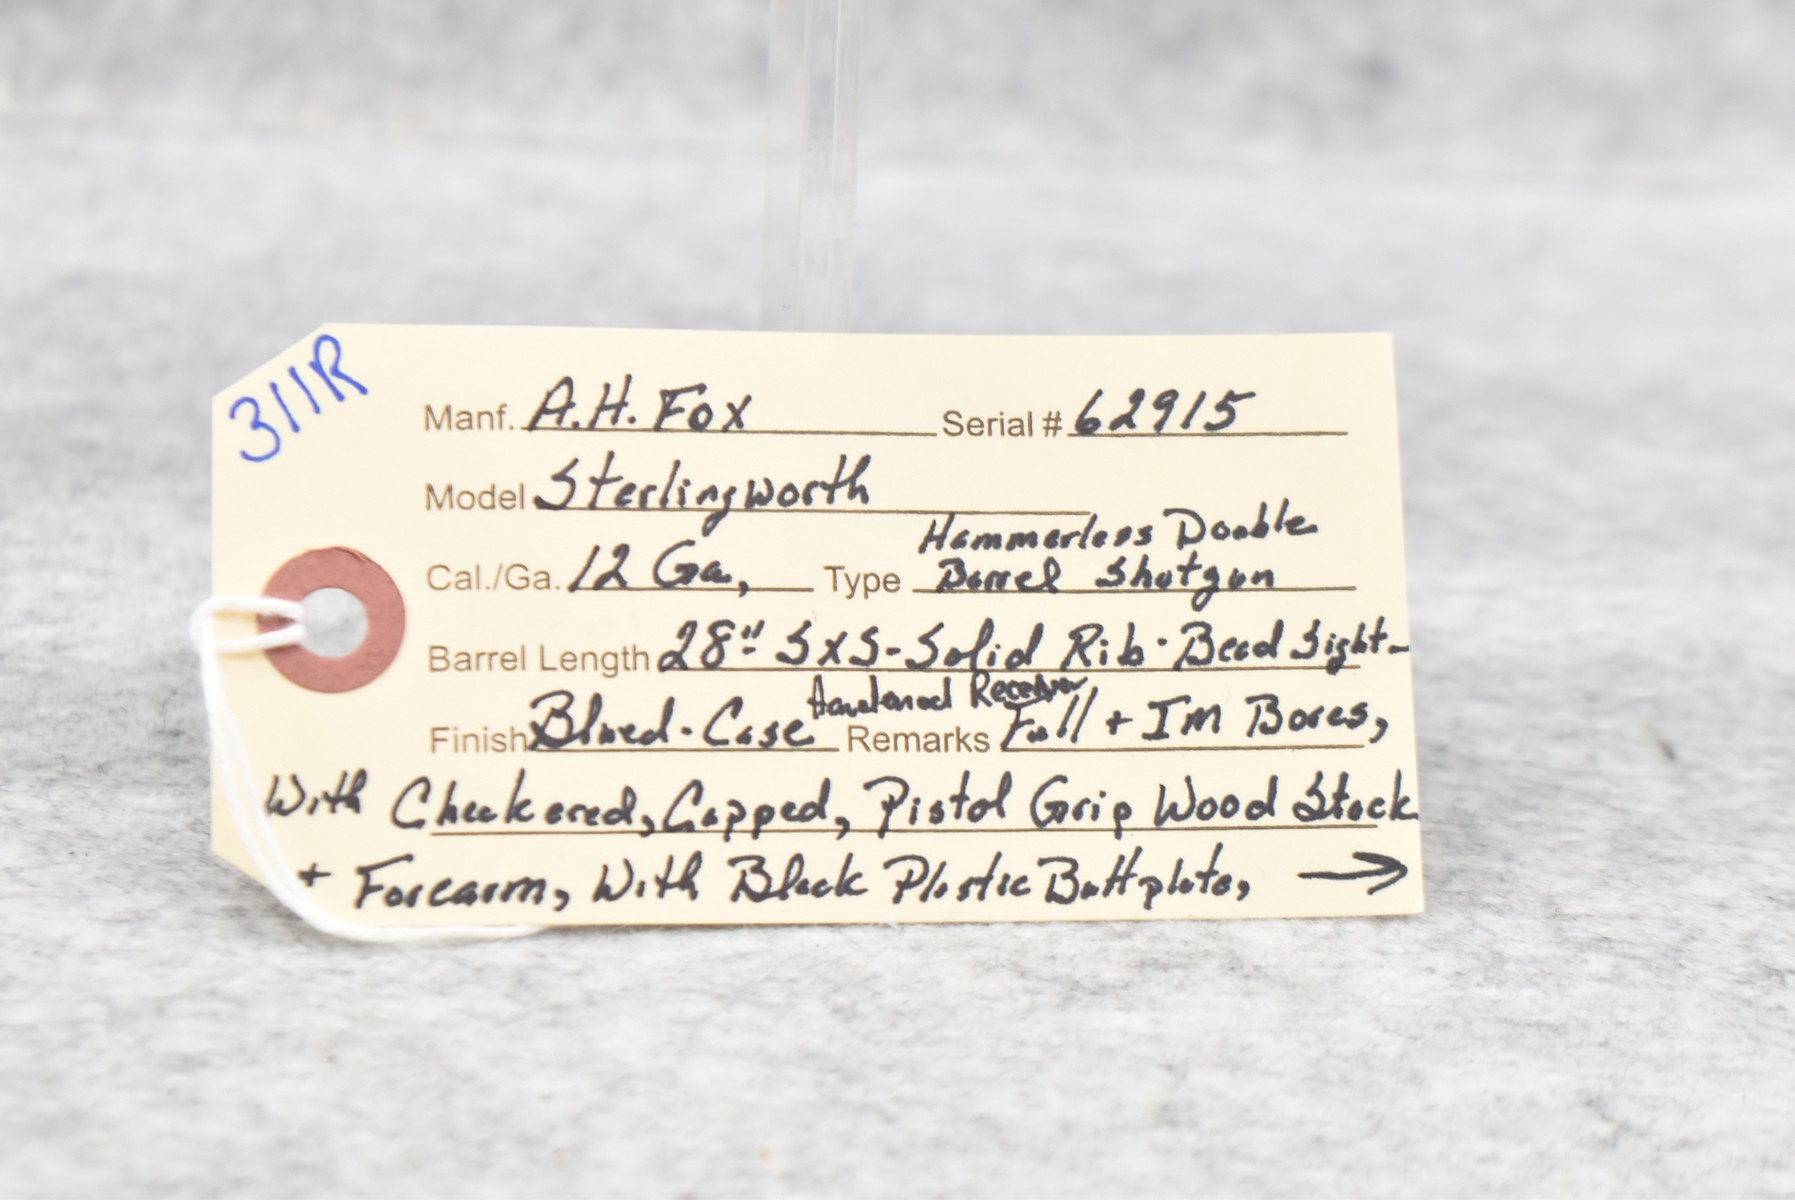 311R
Manf. A.H. Fox Serial # 62915
Model Sterlingworth
Hammerless Double
Cal./Ga. 12 Ga, Type Barrel Shotgun
Barrel Length 28" SxS-Solid Rib-Bead Sight-
Hardened Receiver
Finish Blued-Case Remarks Full + IM Bores,
With Checkered, Capped, Pistol Grip Wood Stock
+ Forearm, With Black Plastic Buttplate, →